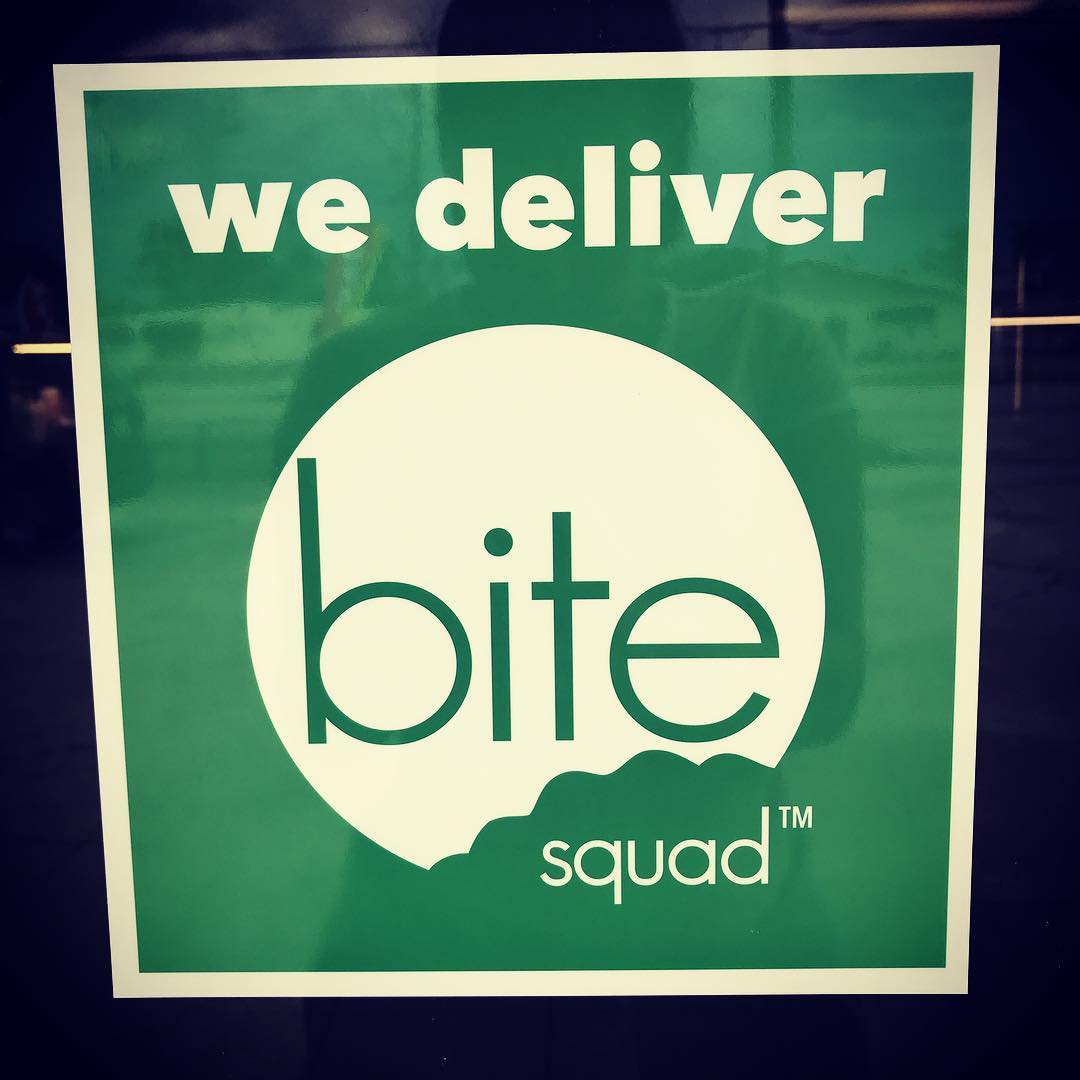 we deliver
bite
squad™